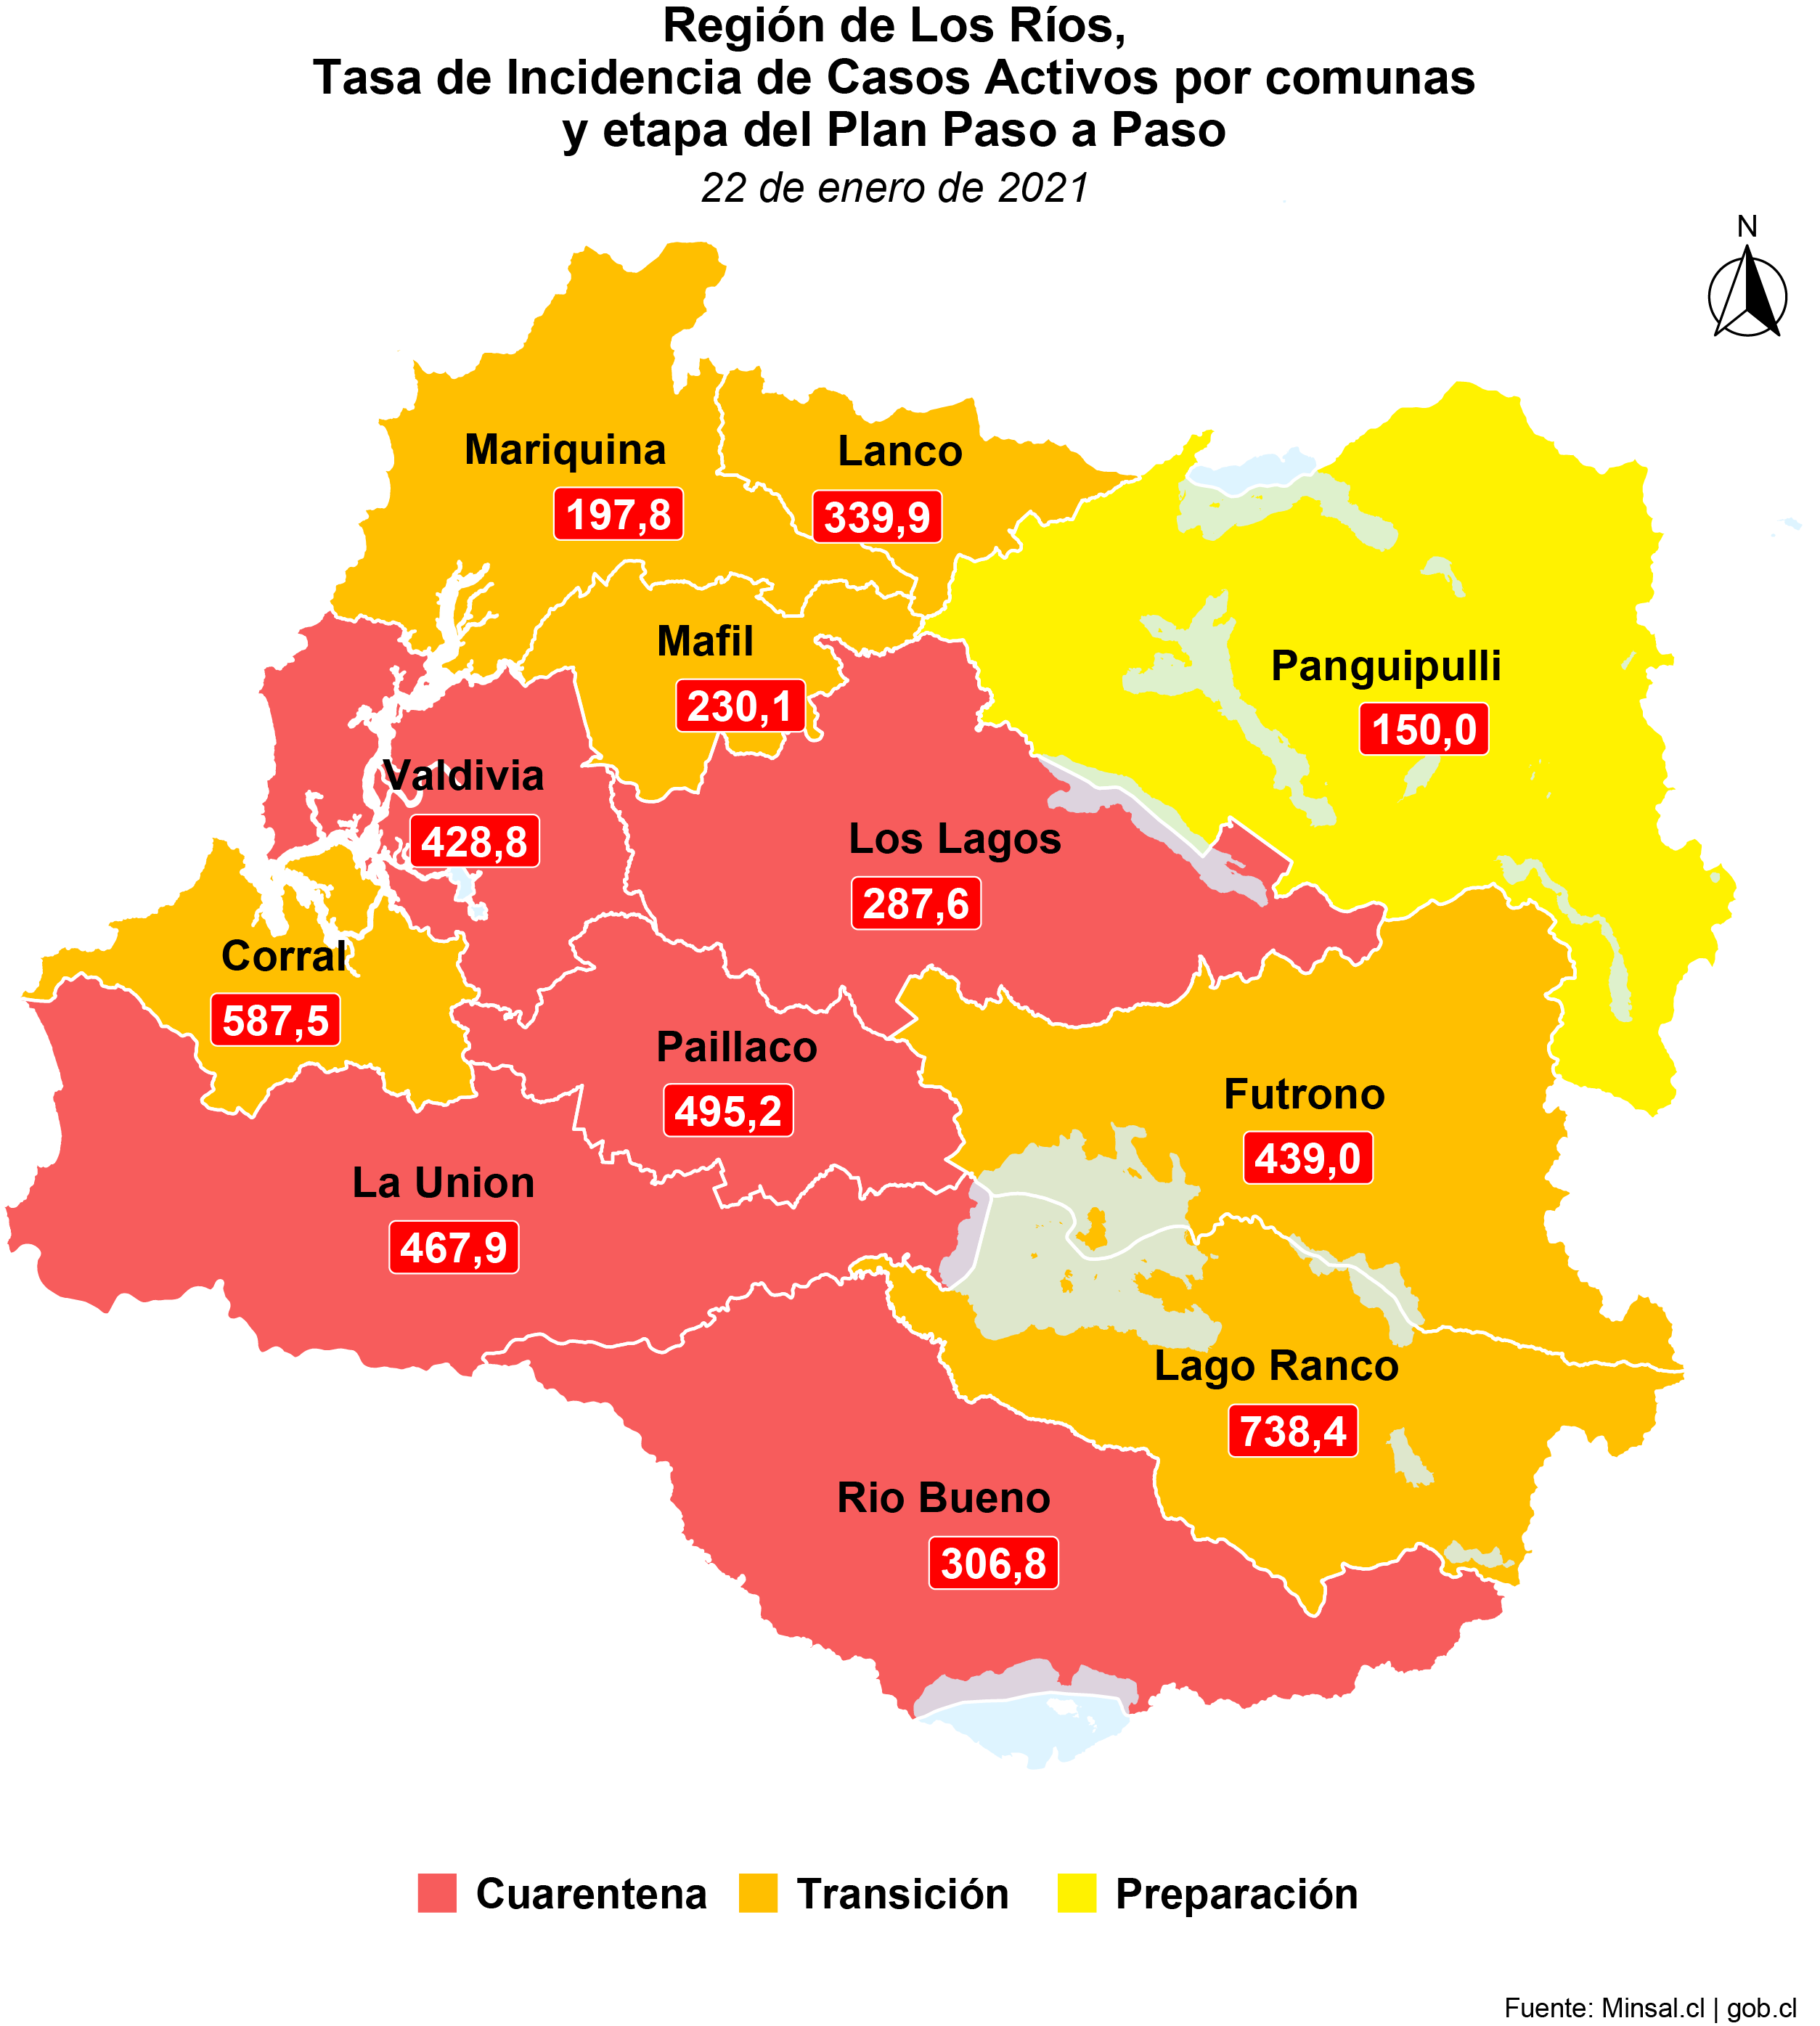 Región de Los Ríos,
Tasa de Incidencia de Casos Activos por comunas
y etapa del Plan Paso a Paso
22 de enero de 2021
N
Mariquina
197,8
Lanco
339,9
Mafil
230,1
Panguipulli
150,0
Valdivia
428,8
Los Lagos
287,6
Corral
587,5
Paillaco
495,2
Futrono
439,0
La Union
467,9
Lago Ranco
738,4
Rio Bueno
306,8
Cuarentena
Transición
Preparación
Fuente: Minsal.cl | gob.cl